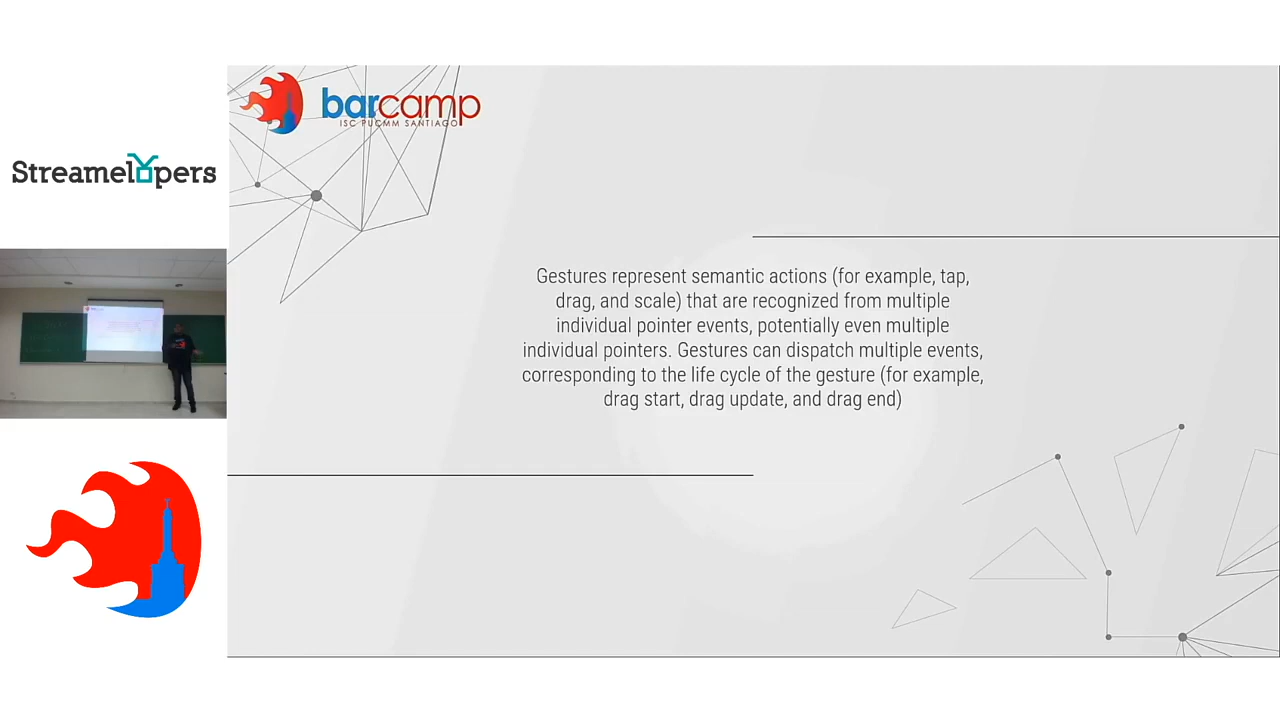 barcamp
ISC PUCMM SANTIAGO
Streamelopers
Gestures represent semantic actions (for example, tap,
drag, and scale) that are recognized from multiple
individual pointer events, potentially even multiple
individual pointers. Gestures can dispatch multiple events,
corresponding to the life cycle of the gesture (for example,
drag start, drag update, and drag end)